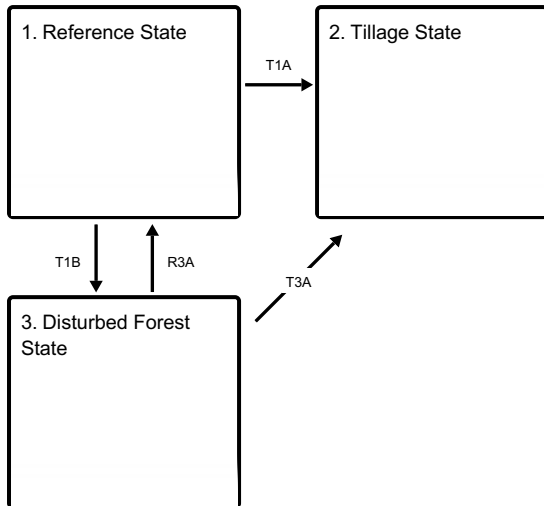 1. Reference State
2. Tillage State
T1A
T1B
R3A
T3A
3. Disturbed Forest
State